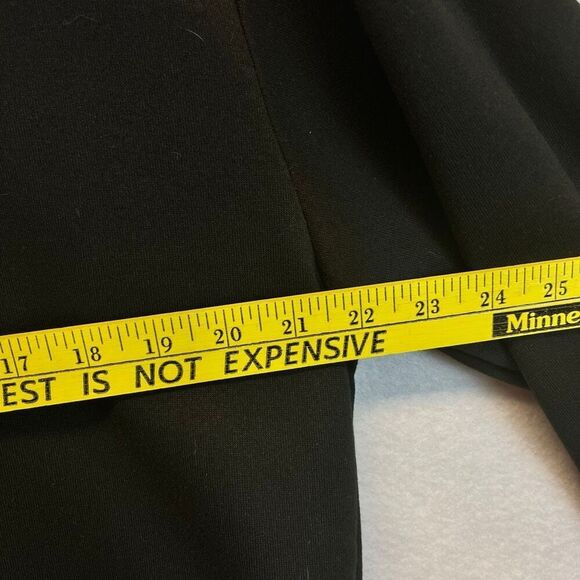 17 18 19 20 21 22 23 24 25
EST IS NOT EXPENSIVE Minne